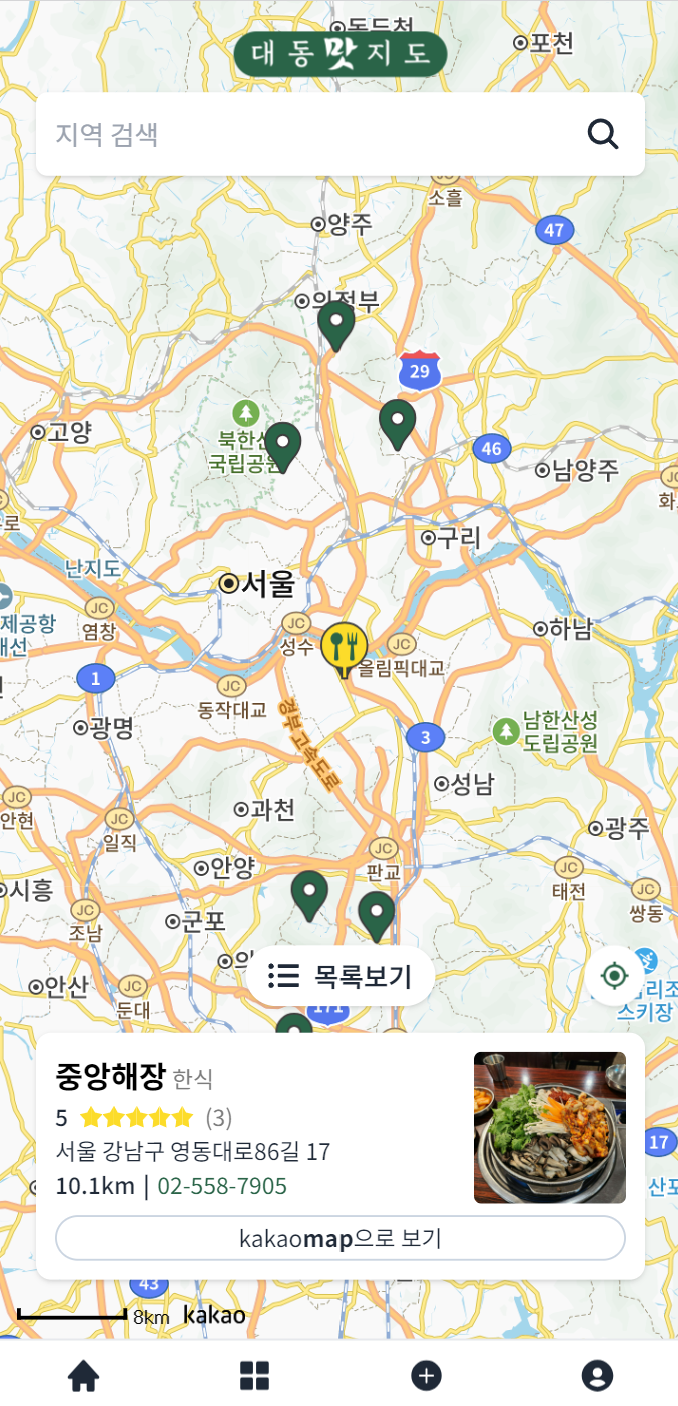 대동맛지도
포천
지역 검색
JC
소흘
양주
47
의정부
29
고양
46
남양주
국립공원
구리
난지도
서울
JC
염창
JC
성수
JC
올림픽대교
하남
1
JC
동작대교
광명
경부고속도로
3
남한산성
도립공원
성남
JC
안현
JC
일직
과천
광주
JC
판교
안양
JC
태전
시흥
JC
조남
군포
JC
쌍동
안산
JC
둔대
목록보기
스키장
171
중앙해장 한식
5 (3)
서울 강남구 영동대로86길 17
10.1km | 02-558-7905
17
kakaomap으로 보기
43
8km kakao